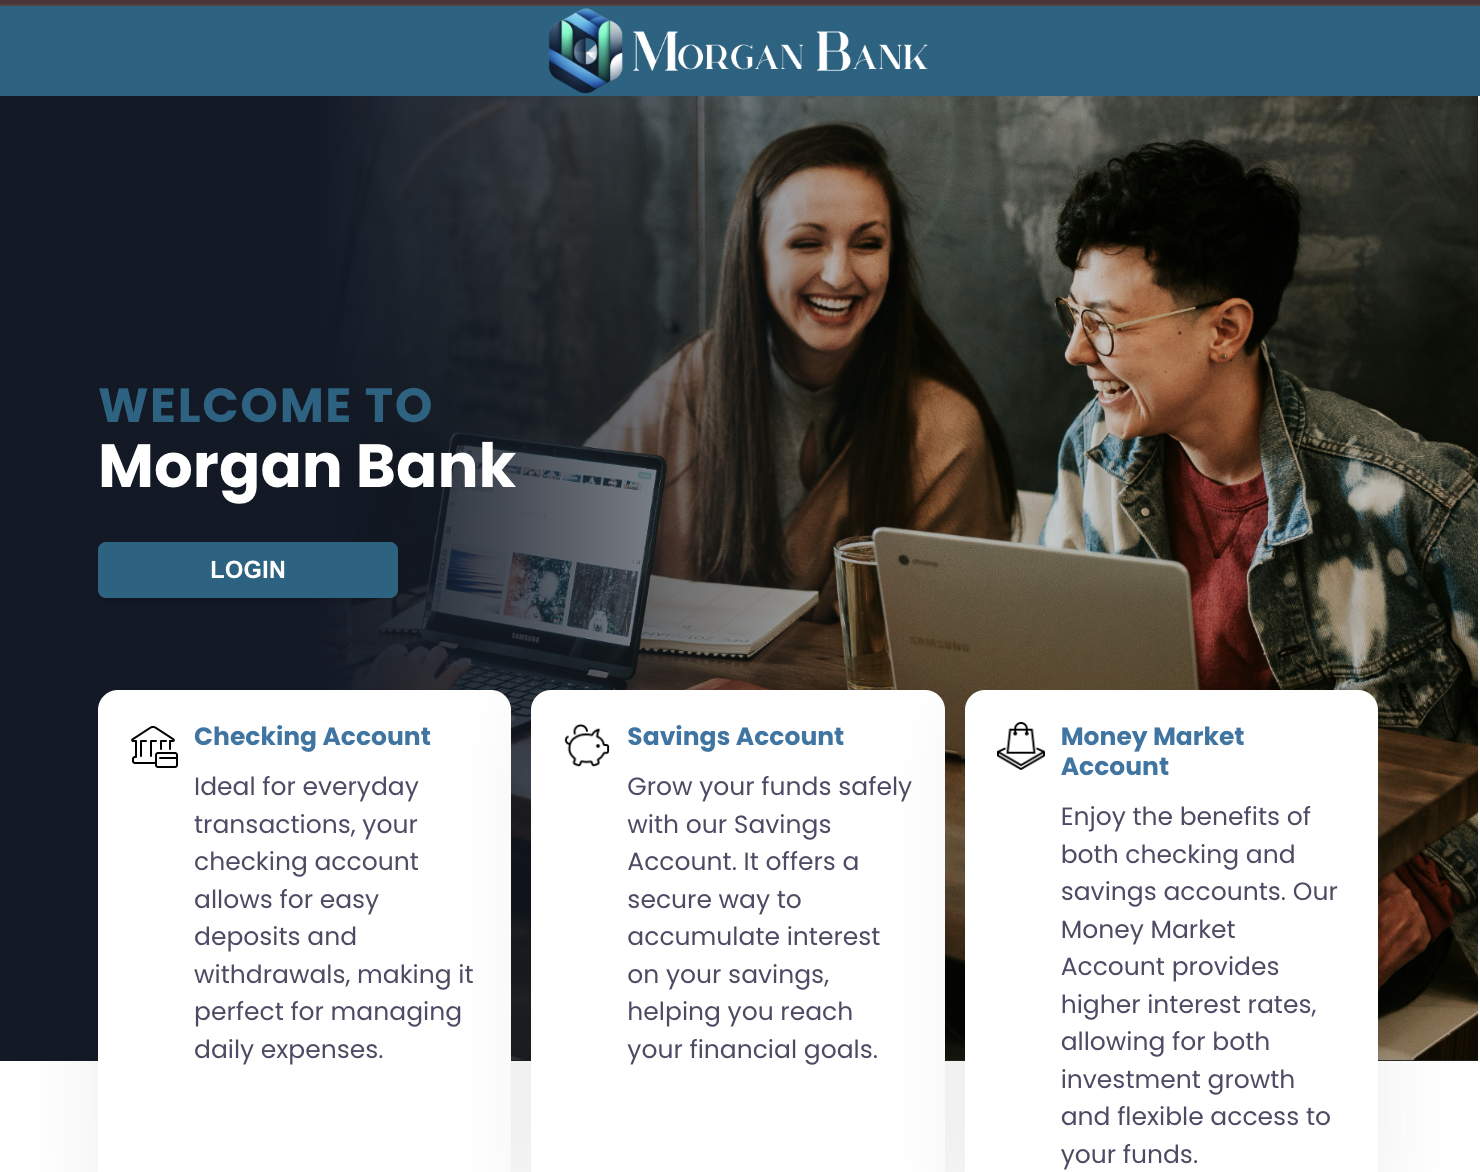 MORGAN BANK
WELCOME TO
Morgan Bank
LOGIN
SAMSUNG
chrome
SAMSUNG
Checking Account
Ideal for everyday
transactions, your
checking account
allows for easy
deposits and
withdrawals, making it
perfect for managing
daily expenses.
Savings Account
Grow your funds safely
with our Savings
Account. It offers a
secure way to
accumulate interest
on your savings,
helping you reach
your financial goals.
Money Market
Account
Enjoy the benefits of
both checking and
savings accounts. Our
Money Market
Account provides
higher interest rates,
allowing for both
investment growth
and flexible access to
your funds.